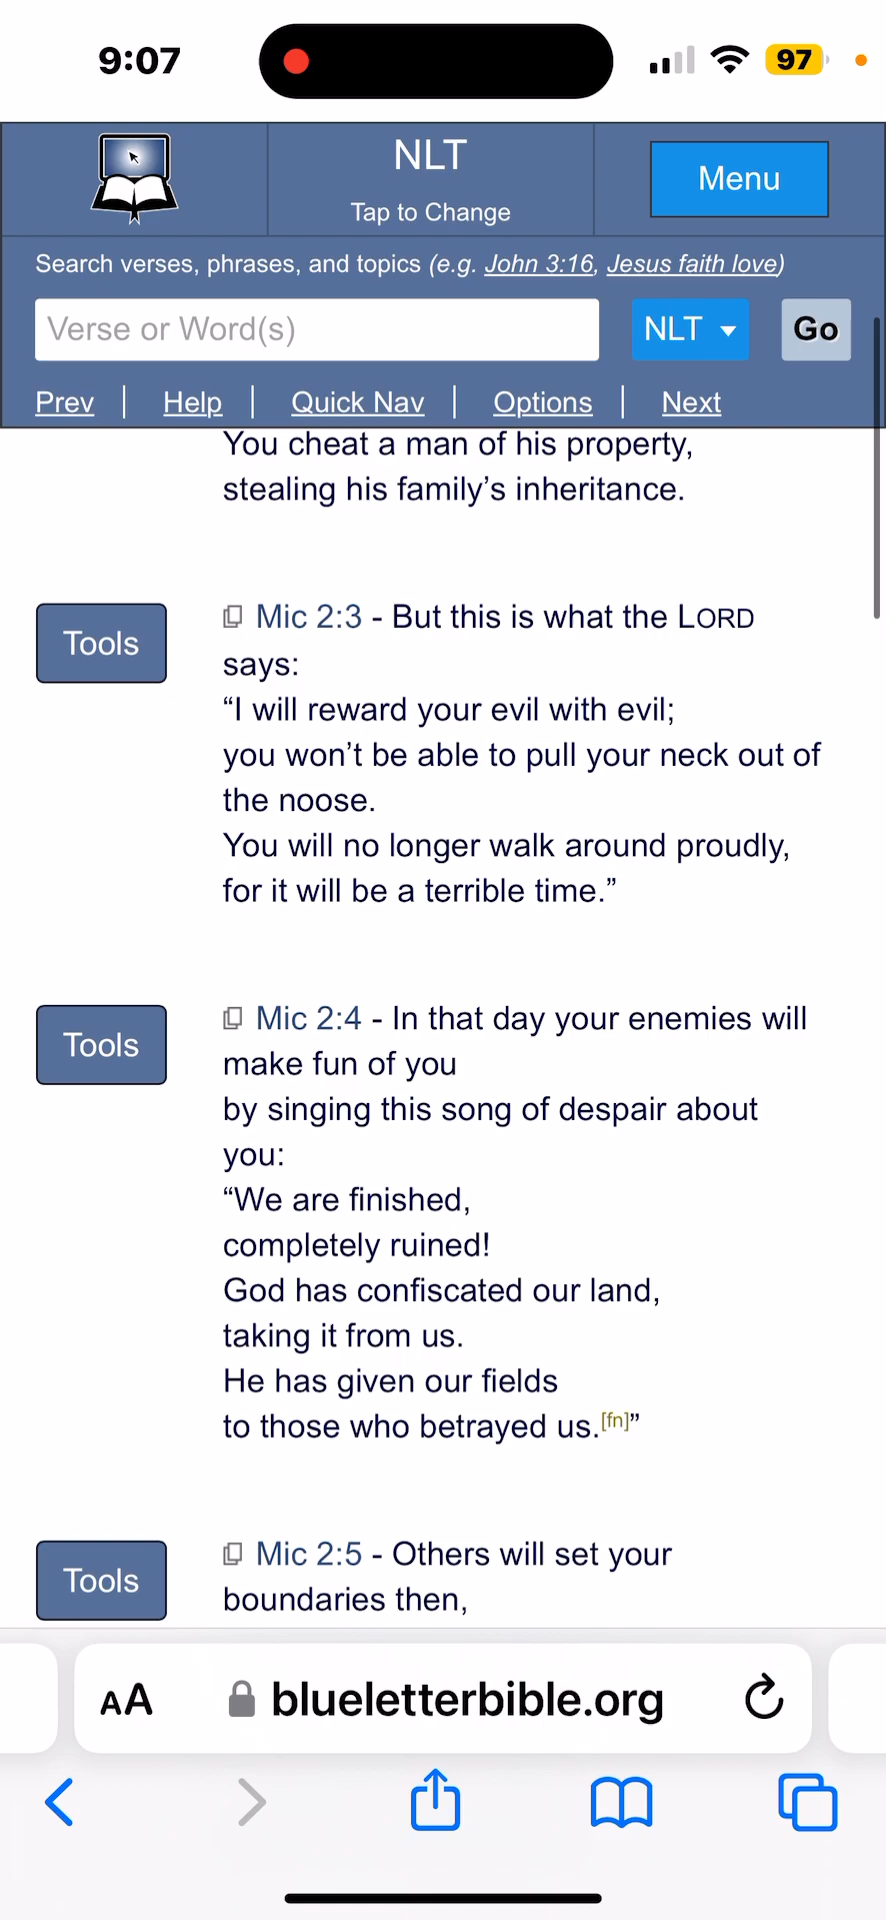 9:07
97
NLT
Tap to Change
Menu
Search verses, phrases, and topics (e.g. John 3:16, Jesus faith love)
Verse or Word(s)
NLT
Go
Prev | Help | Quick Nav | Options | Next
You cheat a man of his property,
stealing his family’s inheritance.
Tools
Mic 2:3 - But this is what the LORD
says:
“I will reward your evil with evil;
you won’t be able to pull your neck out of
the noose.
You will no longer walk around proudly,
for it will be a terrible time.”
Tools
Mic 2:4 - In that day your enemies will
make fun of you
by singing this song of despair about
you:
“We are finished,
completely ruined!
God has confiscated our land,
taking it from us.
He has given our fields
to those who betrayed us.[fn]”
Tools
Mic 2:5 - Others will set your
boundaries then,
AA
blueletterbible.org